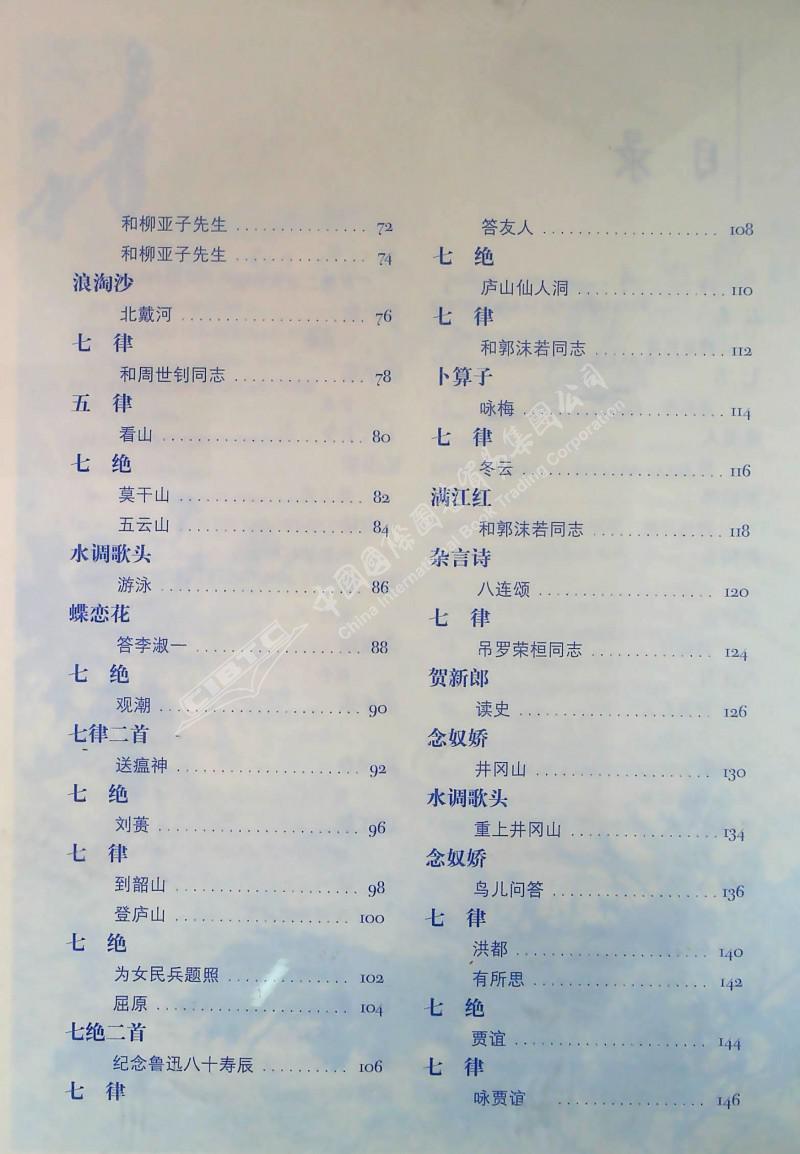 和柳亚子先生 72
和柳亚子先生 74
浪淘沙
北戴河 76
七 律
和周世钊同志 78
五 律
看山 80
七 绝
莫干山 82
五云山 84
水调歌头
游泳 86
蝶恋花
答李淑一 88
七 绝
观潮 90
七律二首
送瘟神 92
七 绝
刘蕡 96
七 律
到韶山 98
登庐山 100
七 绝
为女民兵题照 102
屈原 104
七绝二首
纪念鲁迅八十寿辰 106
七 律
答友人 108
七 绝
庐山仙人洞 110
七 律
和郭沫若同志 112
卜算子
咏梅 114
七 律
冬云 116
满江红
和郭沫若同志 118
杂言诗
八连颂 120
七 律
吊罗荣桓同志 124
贺新郎
读史 126
念奴娇
井冈山 130
水调歌头
重上井冈山 134
念奴娇
鸟儿问答 136
七 律
洪都 140
有所思 142
七 绝
贾谊 144
七 律
咏贾谊 146
目录
中国国际图书贸易集团公司
China International Book Trading Corporation
CIBTC